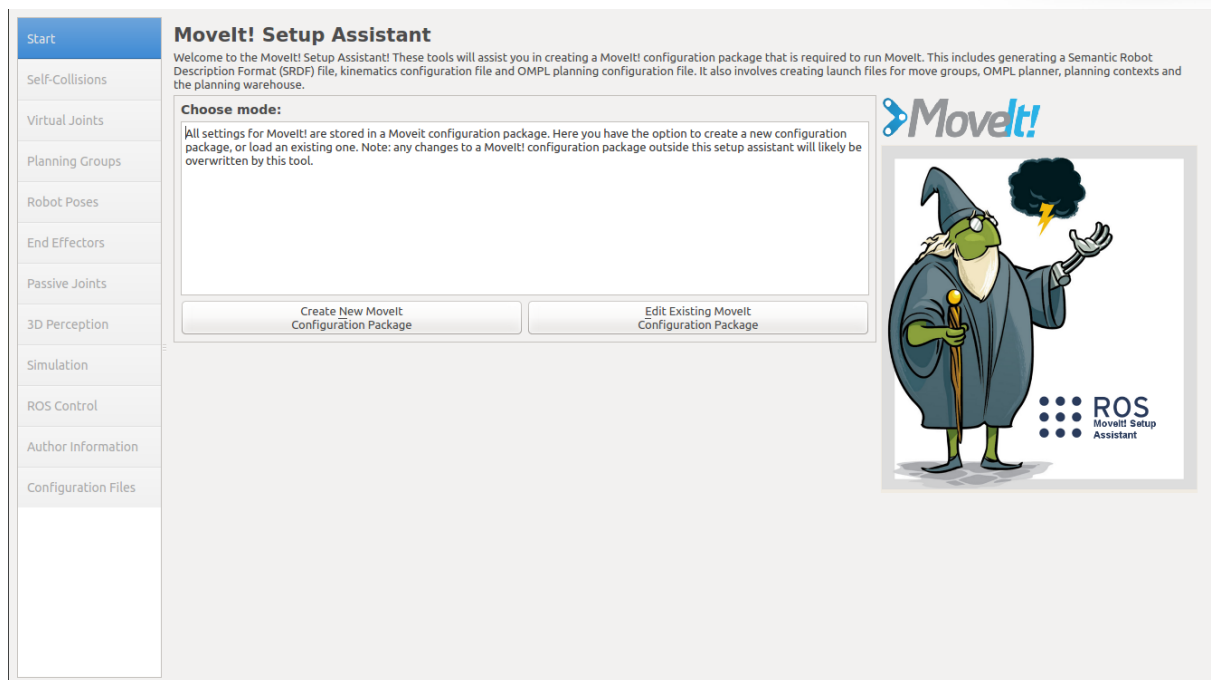 Start
Self-Collisions
Virtual Joints
Planning Groups
Robot Poses
End Effectors
Passive Joints
3D Perception
Simulation
ROS Control
Author Information
Configuration Files
MoveIt! Setup Assistant
Welcome to the MoveIt! Setup Assistant! These tools will assist you in creating a MoveIt! configuration package that is required to run MoveIt. This includes generating a Semantic Robot
Description Format (SRDF) file, kinematics configuration file and OMPL planning configuration file. It also involves creating launch files for move groups, OMPL planner, planning contexts and
the planning warehouse.
Choose mode:
All settings for MoveIt! are stored in a Moveit configuration package. Here you have the option to create a new configuration
package, or load an existing one. Note: any changes to a MoveIt! configuration package outside this setup assistant will likely be
overwritten by this tool.
Create New MoveIt
Configuration Package
Edit Existing MoveIt
Configuration Package
MoveIt!
ROS
MoveIt! Setup
Assistant